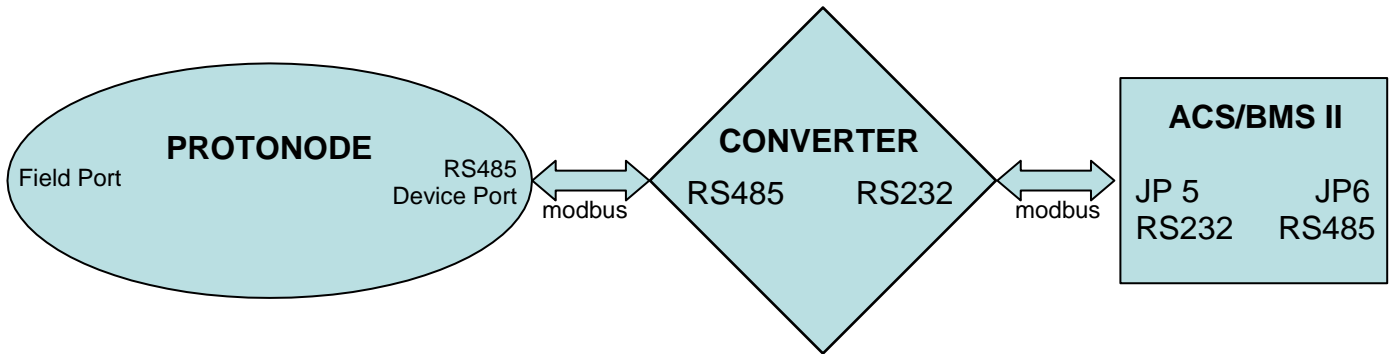 PROTONODE
Field Port
RS485
Device Port
modbus
CONVERTER
RS485 RS232
modbus
ACS/BMS II
JP 5 JP6
RS232 RS485